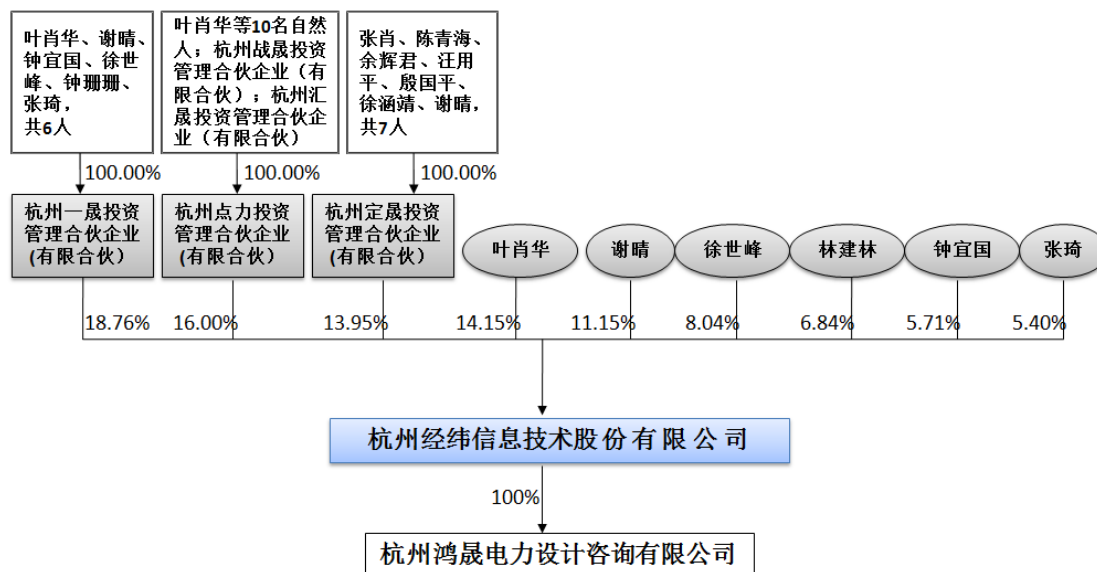 叶肖华、谢晴、
钟宜国、徐世
峰、钟珊珊、
张琦，
共6人
叶肖华等10名自然
人；杭州战晟投资
管理合伙企业（有
限合伙）；杭州汇
晟投资管理合伙企
业（有限合伙）
张肖、陈青海、
余辉君、汪用
平、殷国平、
徐涵靖、谢晴，
共7人
100.00%
100.00%
100.00%
杭州一晟投资
管理合伙企业
(有限合伙）
杭州点力投资
管理合伙企业
(有限合伙）
杭州定晟投资
管理合伙企业
(有限合伙）
叶肖华
谢晴
徐世峰
林建林
钟宜国
张琦
18.76%
16.00%
13.95%
14.15%
11.15%
8.04%
6.84%
5.71%
5.40%
杭州经纬信息技术股份有限公司
100%
杭州鸿晟电力设计咨询有限公司